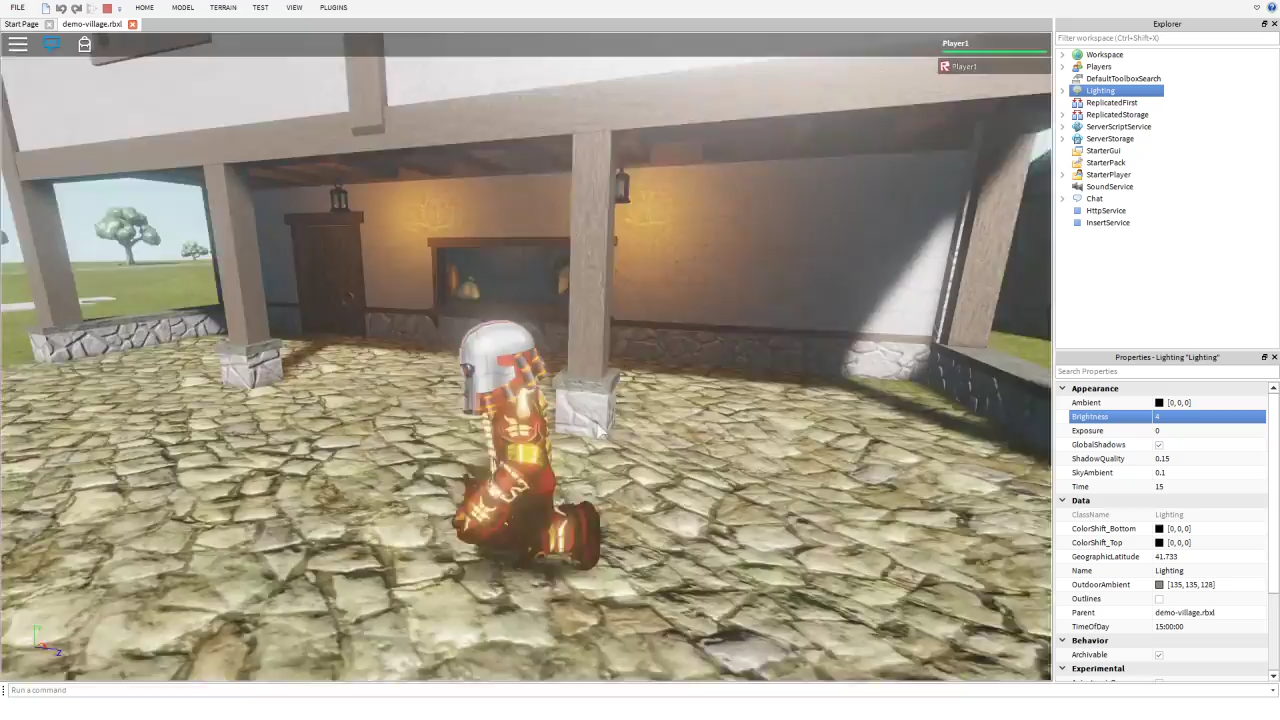 FILE HOME MODEL TERRAIN TEST VIEW PLUGINS
Start Page demo-village.rbxl
Player1
Player1
Explorer
Filter workspace (Ctrl+Shift+X)
Workspace
Players
DefaultToolboxSearch
Lighting
ReplicatedFirst
ReplicatedStorage
ServerScriptService
ServerStorage
StarterGui
StarterPack
StarterPlayer
SoundService
Chat
HttpService
InsertService
Properties - Lighting "Lighting"
Search Properties
Appearance
Ambient [0, 0, 0]
Brightness 4
Exposure 0
GlobalShadows
ShadowQuality 0.15
SkyAmbient 0.1
Time 15
Data
ClassName Lighting
ColorShift_Bottom [0, 0, 0]
ColorShift_Top [0, 0, 0]
GeographicLatitude 41.733
Name Lighting
OutdoorAmbient [135, 135, 128]
Outlines
Parent demo-village.rbxl
TimeOfDay 15:00:00
Behavior
Archivable
Experimental
Y
Z
Run a command